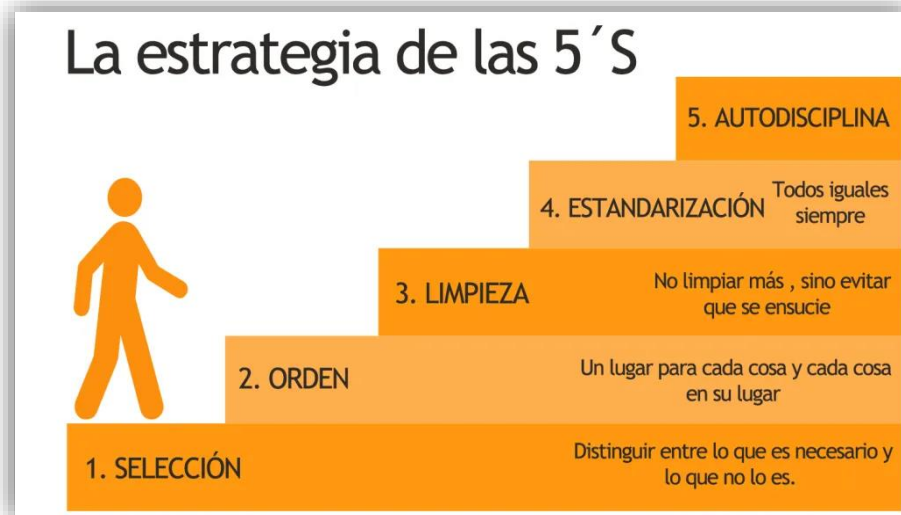 La estrategia de las 5´S
5. AUTODISCIPLINA
4. ESTANDARIZACIÓN
Todos iguales
siempre
3. LIMPIEZA
No limpiar más , sino evitar
que se ensucie
2. ORDEN
Un lugar para cada cosa y cada cosa
en su lugar
1. SELECCIÓN
Distinguir entre lo que es necesario y
lo que no lo es.